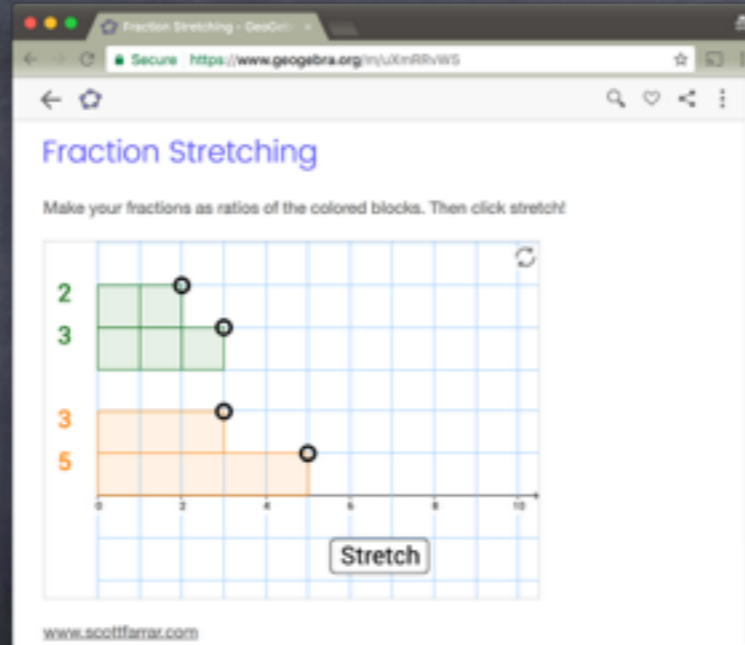 Fraction Stretching - GeoGeb
Secure https://www.geogebra.org/m/uXmRRvWS
Fraction Stretching
Make your fractions as ratios of the colored blocks. Then click stretch!
2
3
3
5
0 2 4 6 8 10
Stretch
www.scottfarrar.com